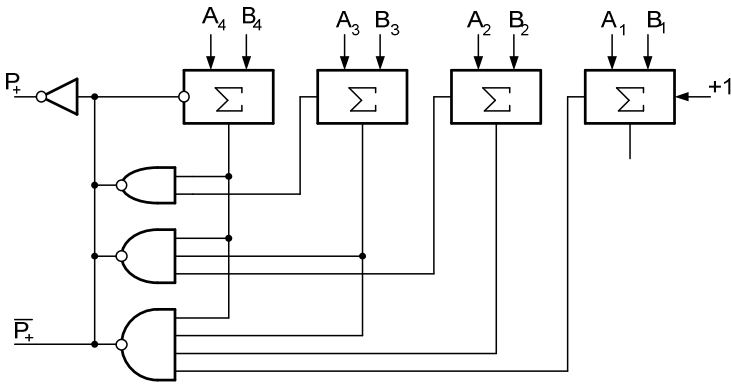 A₄ B₄ A₃ B₃ A₂ B₂ A₁ B₁
P₊ Σ Σ Σ Σ +1
P̅₊